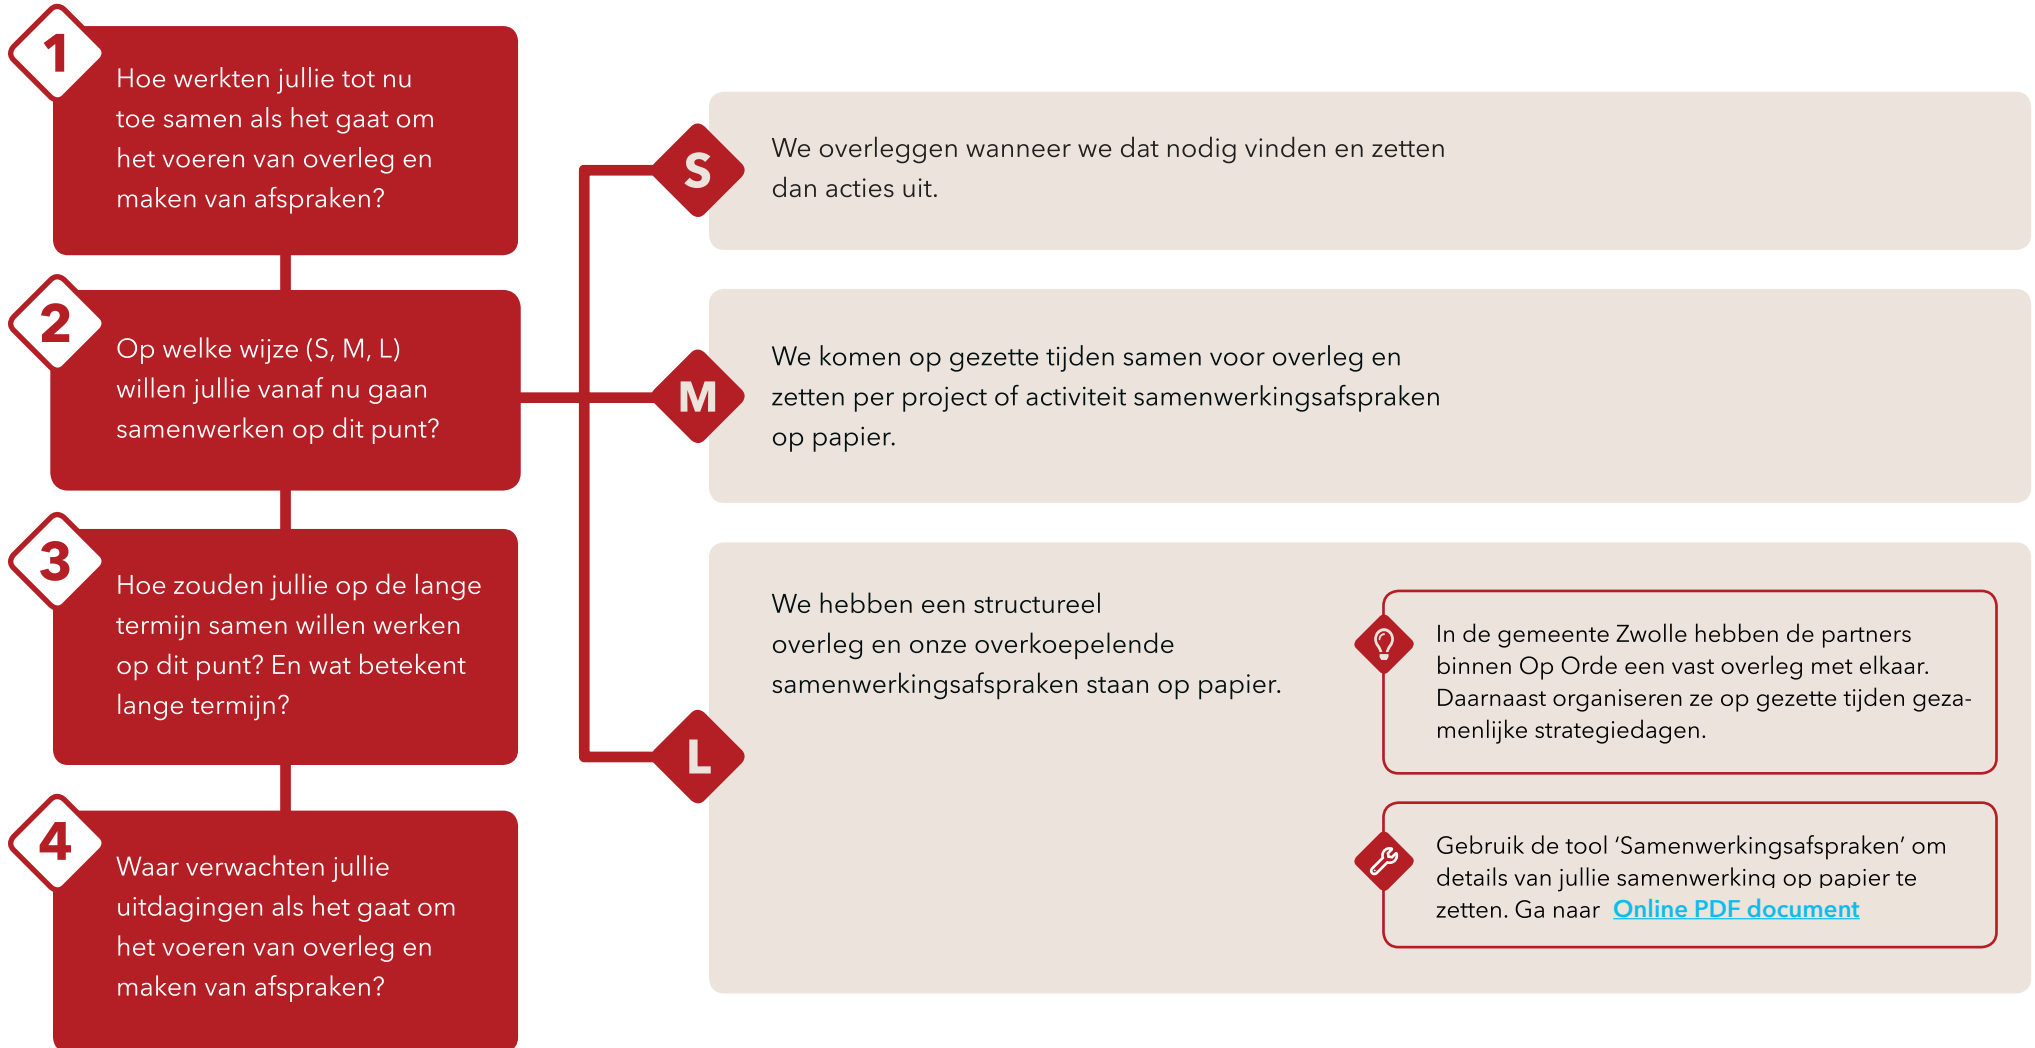 1
Hoe werkten jullie tot nu
toe samen als het gaat om
het voeren van overleg en
maken van afspraken?
2
Op welke wijze (S, M, L)
willen jullie vanaf nu gaan
samenwerken op dit punt?
3
Hoe zouden jullie op de lange
termijn samen willen werken
op dit punt? En wat betekent
lange termijn?
4
Waar verwachten jullie
uitdagingen als het gaat om
het voeren van overleg en
maken van afspraken?
S
We overleggen wanneer we dat nodig vinden en zetten
dan acties uit.
M
We komen op gezette tijden samen voor overleg en
zetten per project of activiteit samenwerkingsafspraken
op papier.
L
We hebben een structureel
overleg en onze overkoepelende
samenwerkingsafspraken staan op papier.
In de gemeente Zwolle hebben de partners
binnen Op Orde een vast overleg met elkaar.
Daarnaast organiseren ze op gezette tijden geza-
menlijke strategiedagen.
Gebruik de tool ‘Samenwerkingsafspraken’ om
details van jullie samenwerking op papier te
zetten. Ga naar Online PDF document